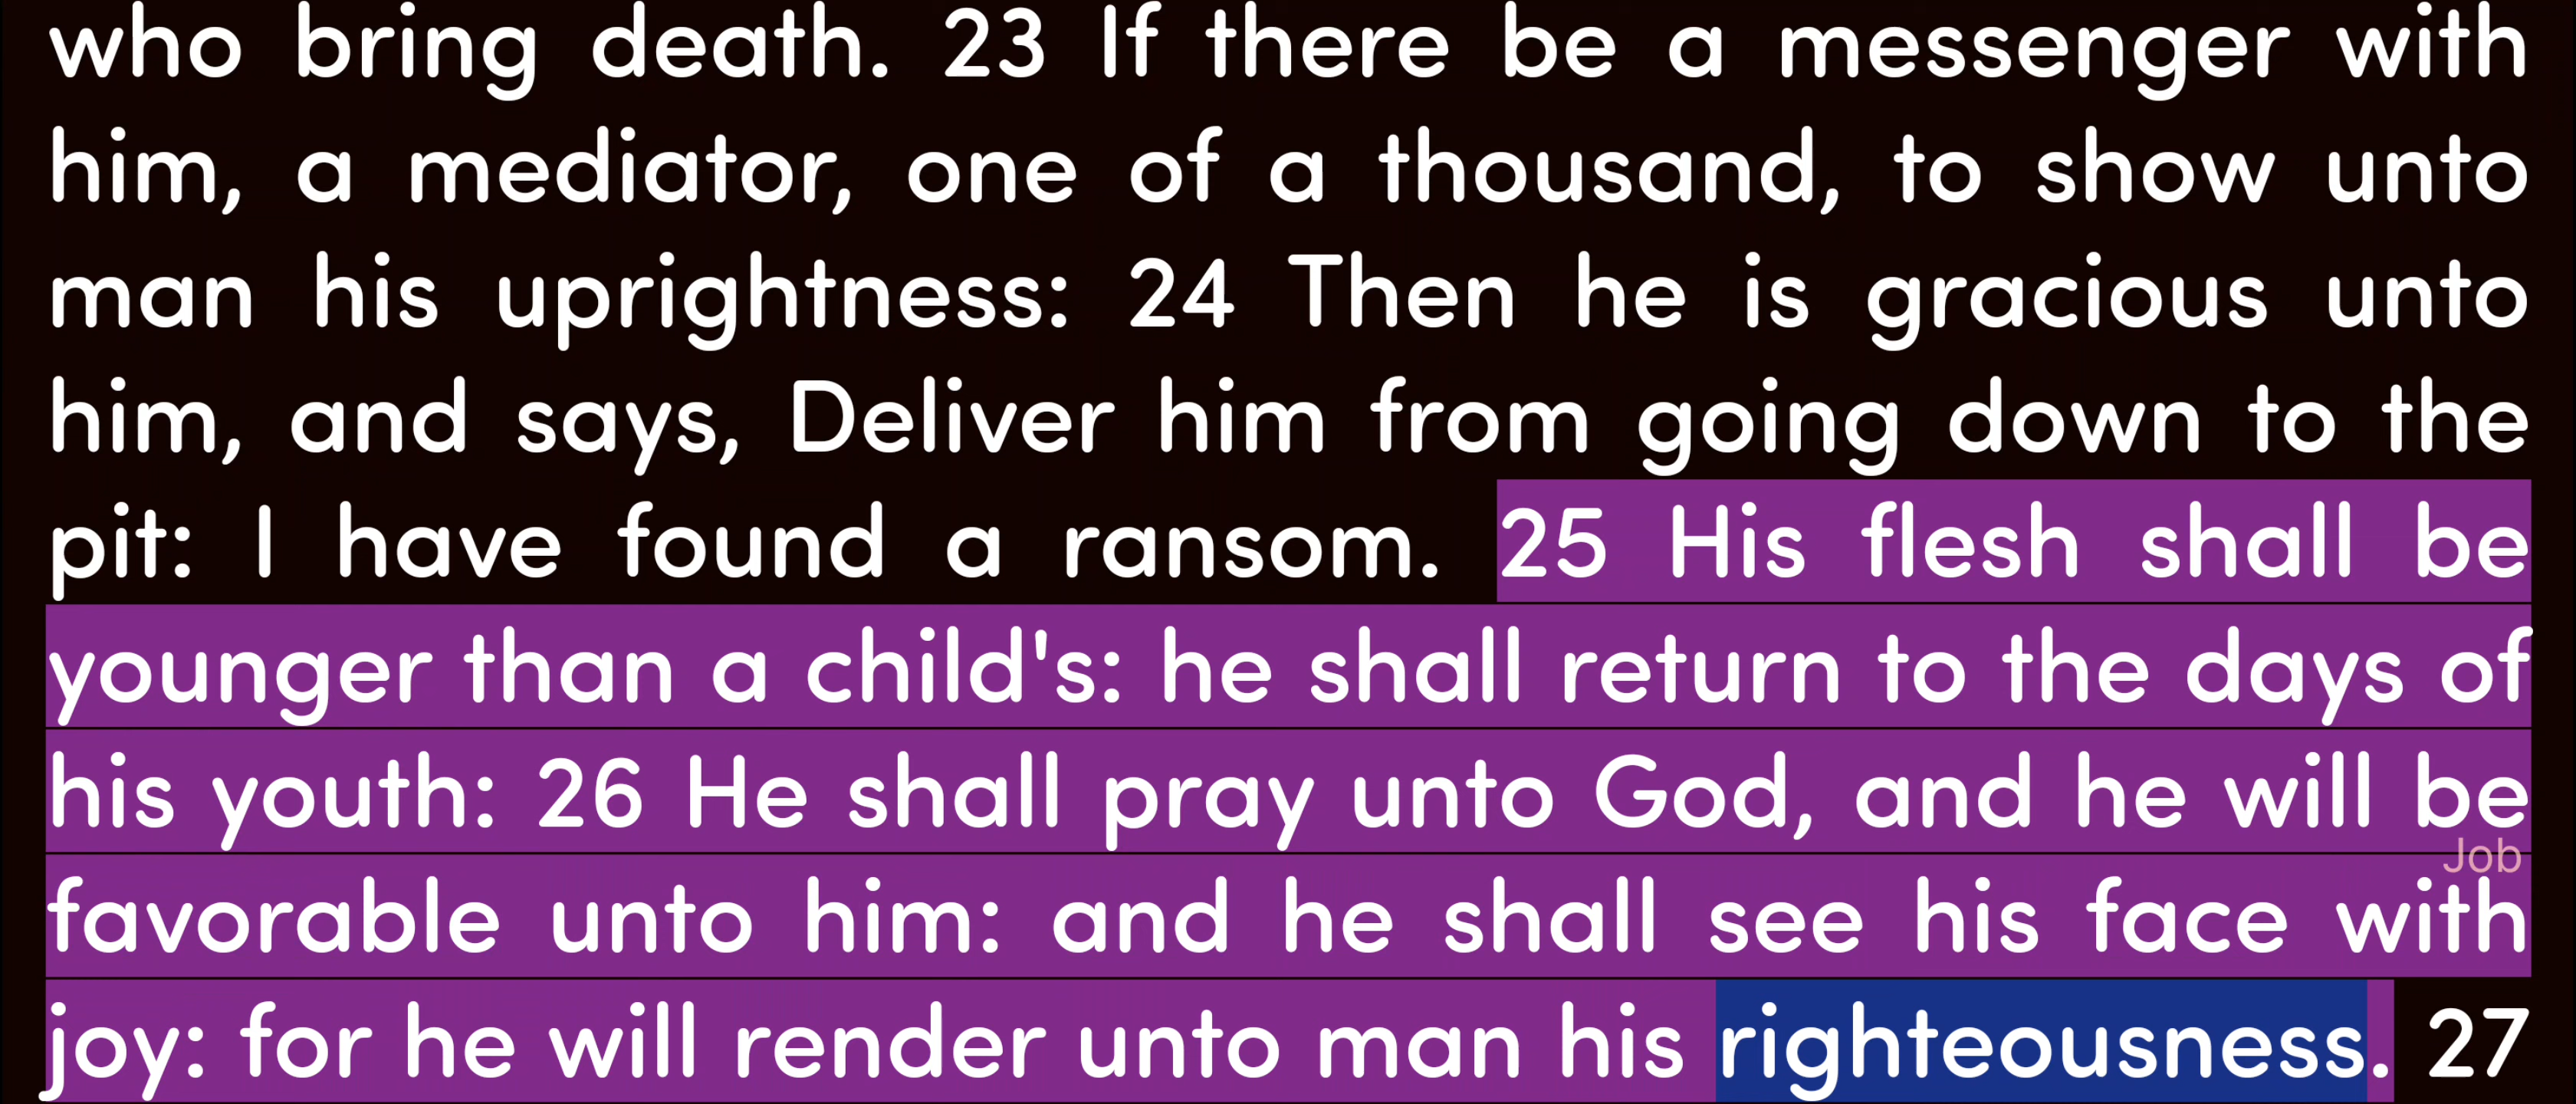 who bring death. 23 If there be a messenger with
him, a mediator, one of a thousand, to show unto
man his uprightness: 24 Then he is gracious unto
him, and says, Deliver him from going down to the
pit: I have found a ransom. 25 His flesh shall be
younger than a child's: he shall return to the days of
his youth: 26 He shall pray unto God, and he will be
Job
favorable unto him: and he shall see his face with
joy: for he will render unto man his righteousness. 27